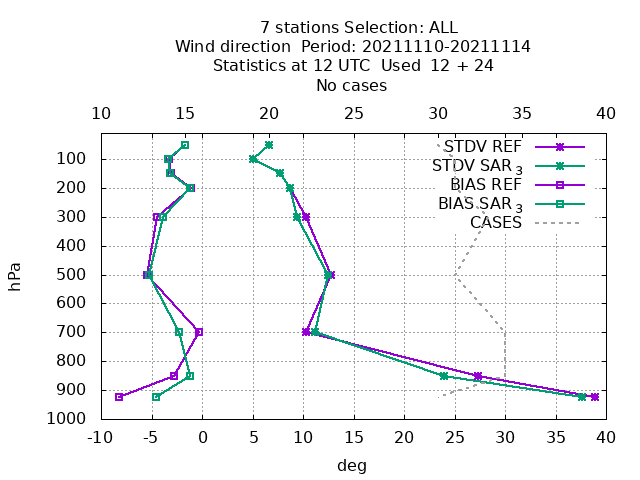 7 stations Selection: ALL
Wind direction  Period: 20211110-20211114
Statistics at 12 UTC  Used  12 + 24
No cases
10 15 20 25 30 35 40
STDV REF
STDV SAR3
BIAS REF
BIAS SAR3
CASES
100
200
300
400
500
600
700
800
900
1000
hPa
-10 -5 0 5 10 15 20 25 30 35 40
deg